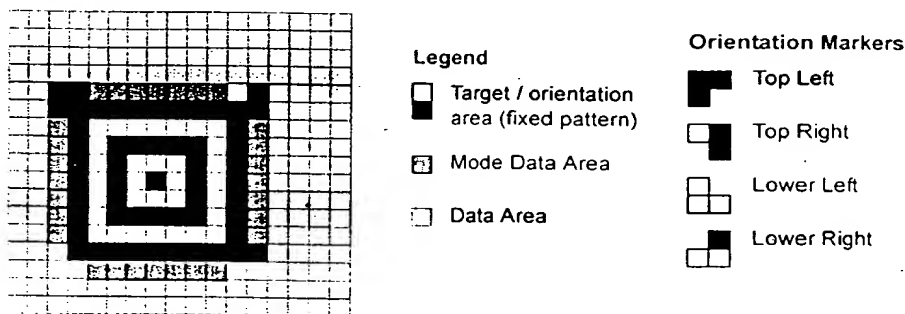 Legend
Target / orientation
area (fixed pattern)
Mode Data Area
Data Area
Orientation Markers
Top Left
Top Right
Lower Left
Lower Right